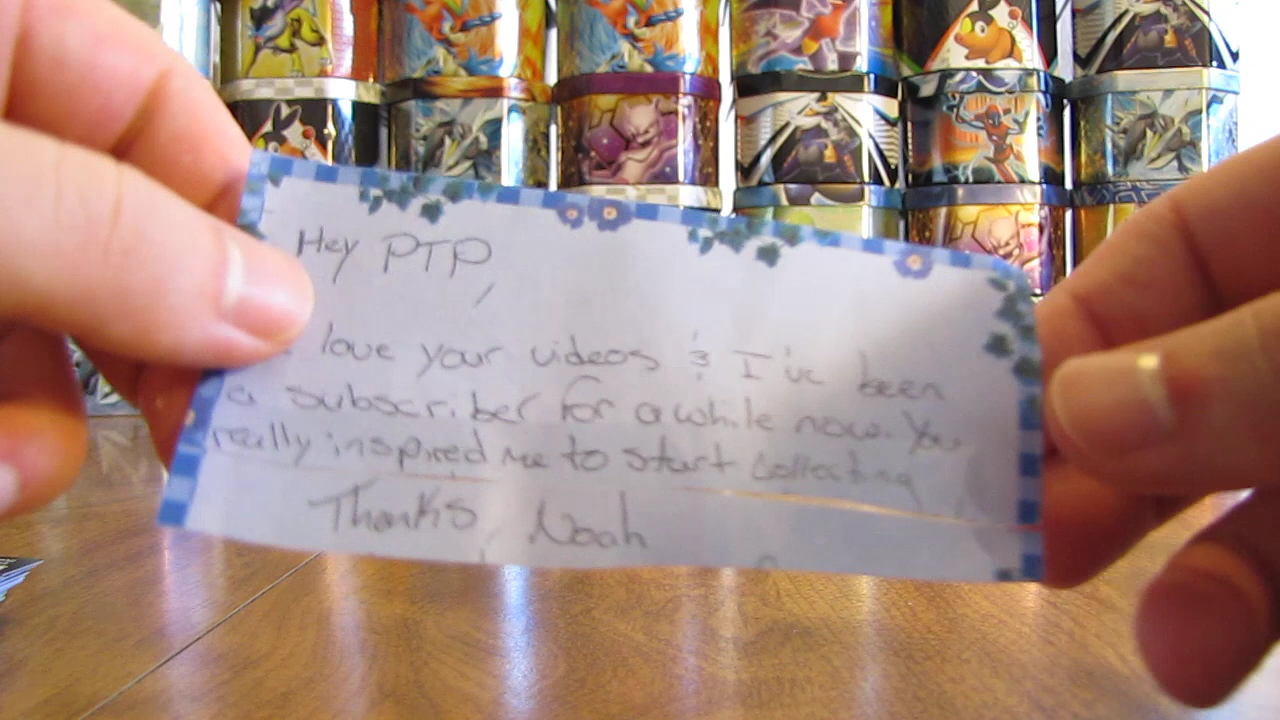 Hey PTP,
love your videos & I've been
a subscriber for awhile now. You
really inspired me to start collecting
Thanks, Noah